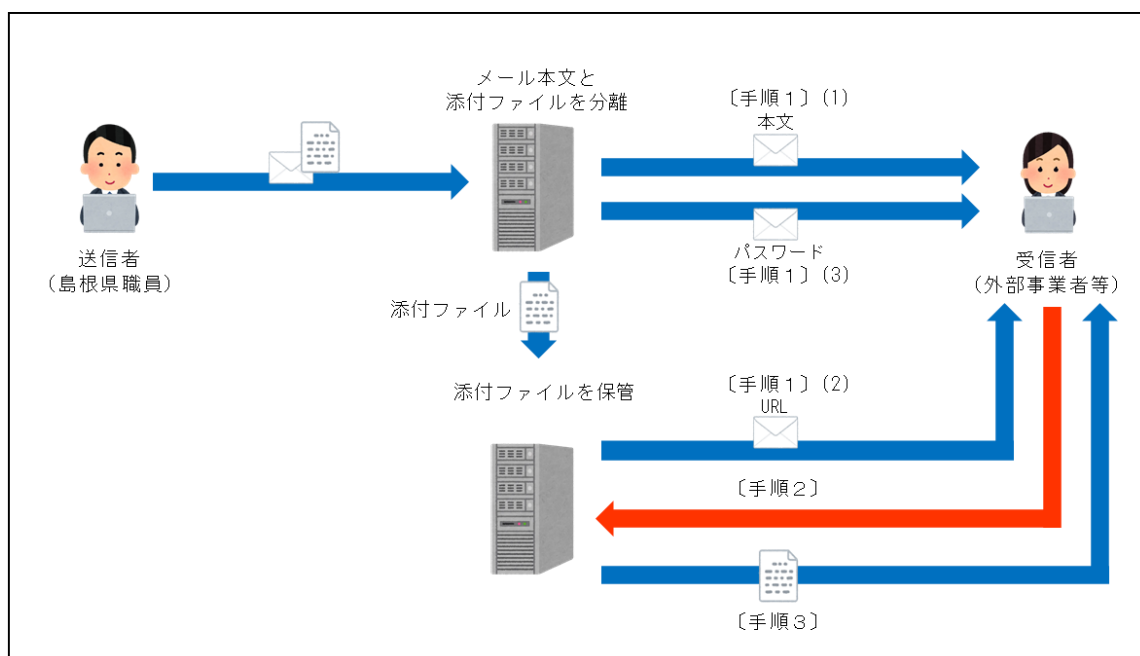 メール本文と
添付ファイルを分離
〔手順１〕(1)
本文
パスワード
〔手順１〕(3)
送信者
(島根県職員)
受信者
(外部事業者等)
添付ファイル
添付ファイルを保管
〔手順１〕(2)
URL
〔手順２〕
〔手順３〕